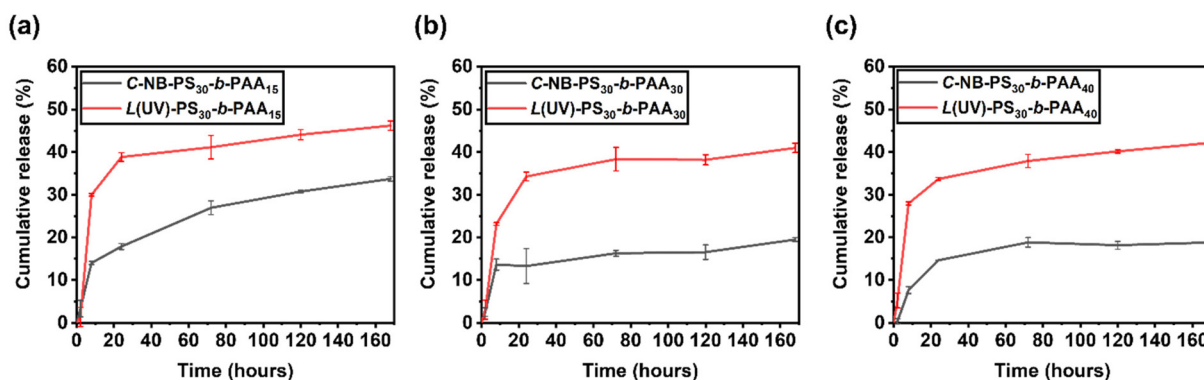 (a)
Cumulative release (%)
60
50
40
30
20
10
0
C-NB-PS30-b-PAA15
L(UV)-PS30-b-PAA15
0 20 40 60 80 100 120 140 160
Time (hours)
(b)
Cumulative release (%)
60
50
40
30
20
10
0
C-NB-PS30-b-PAA30
L(UV)-PS30-b-PAA30
0 20 40 60 80 100 120 140 160
Time (hours)
(c)
Cumulative release (%)
60
50
40
30
20
10
0
C-NB-PS30-b-PAA40
L(UV)-PS30-b-PAA40
0 20 40 60 80 100 120 140 160
Time (hours)